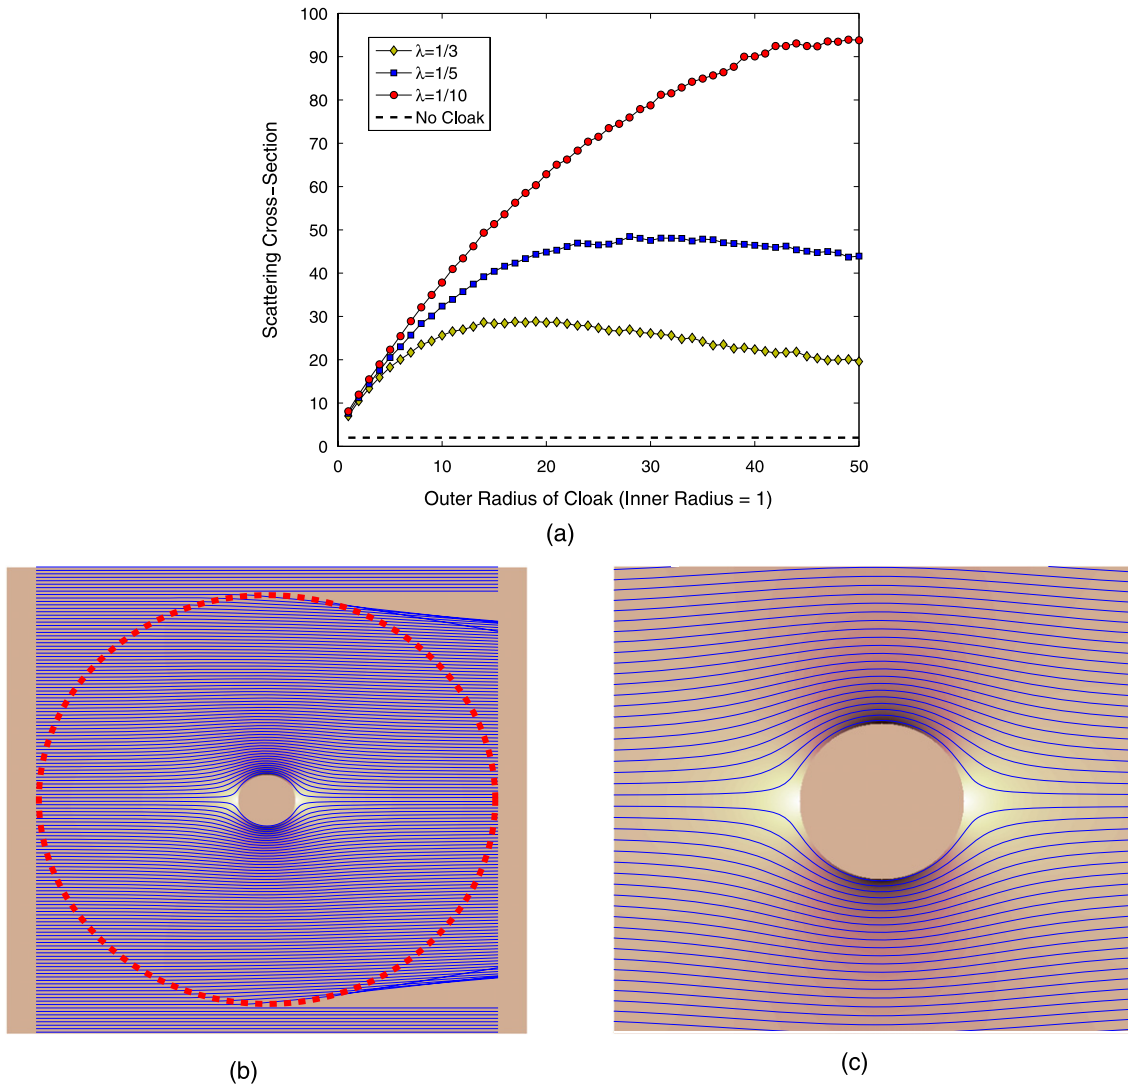 100
90
80
70
60
50
40
30
20
10
0
Scattering Cross-Section
λ=1/3
λ=1/5
λ=1/10
No Cloak
0 10 20 30 40 50
Outer Radius of Cloak (Inner Radius = 1)
(a)
(b)
(c)